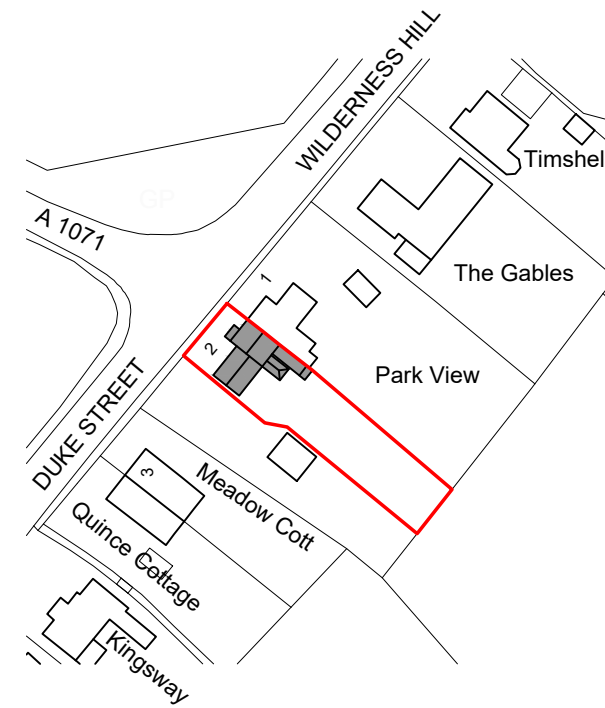 WILDERNESS HILL
Timshel
GP
A 1071
The Gables
1
2
Park View
DUKE STREET
3
Meadow Cott
Quince Cottage
Kingsway